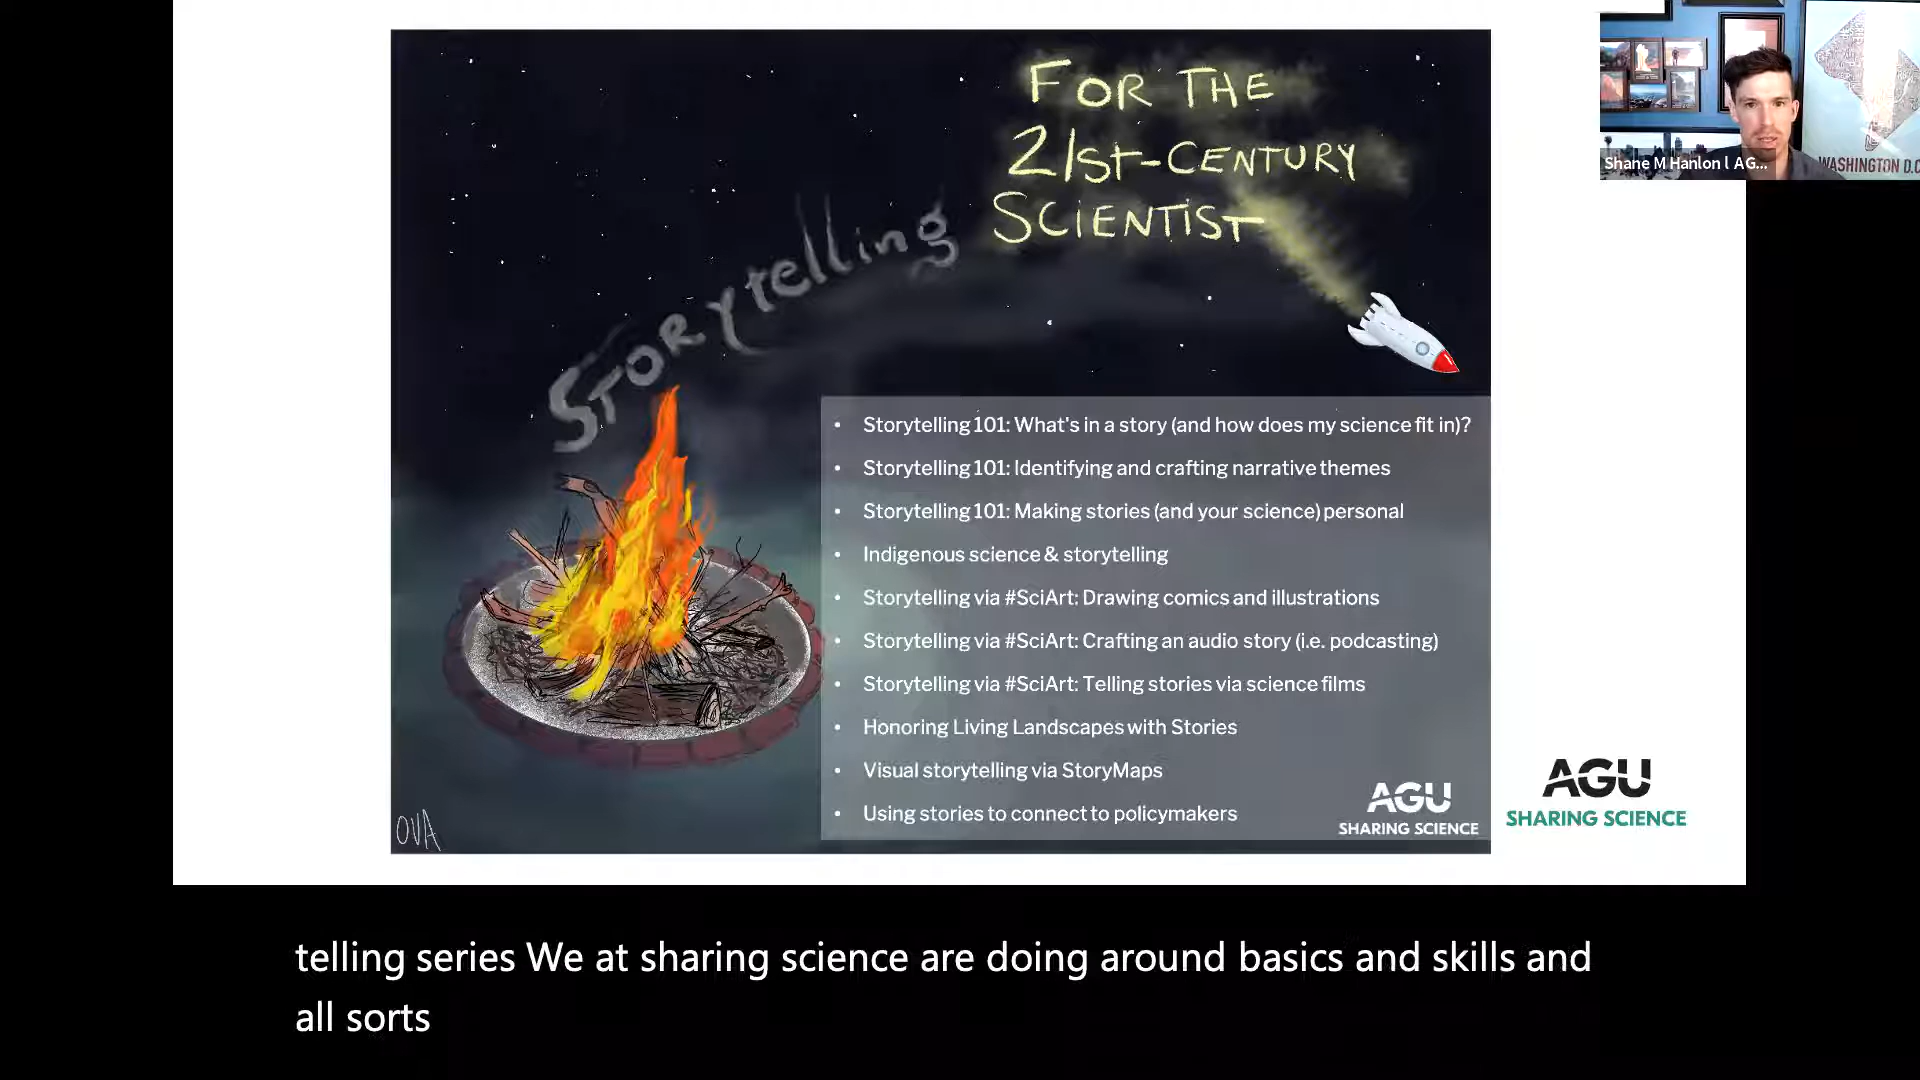 Storytelling
FOR THE
21ST-CENTURY
SCIENTIST
• Storytelling 101: What's in a story (and how does my science fit in)?
• Storytelling 101: Identifying and crafting narrative themes
• Storytelling 101: Making stories (and your science) personal
• Indigenous science & storytelling
• Storytelling via #SciArt: Drawing comics and illustrations
• Storytelling via #SciArt: Crafting an audio story (i.e. podcasting)
• Storytelling via #SciArt: Telling stories via science films
• Honoring Living Landscapes with Stories
• Visual storytelling via StoryMaps
• Using stories to connect to policymakers
AGU
SHARING SCIENCE
OVA
AGU
SHARING SCIENCE
Shane M Hanlon l AG...
WASHINGTON D.C
telling series We at sharing science are doing around basics and skills and
all sorts